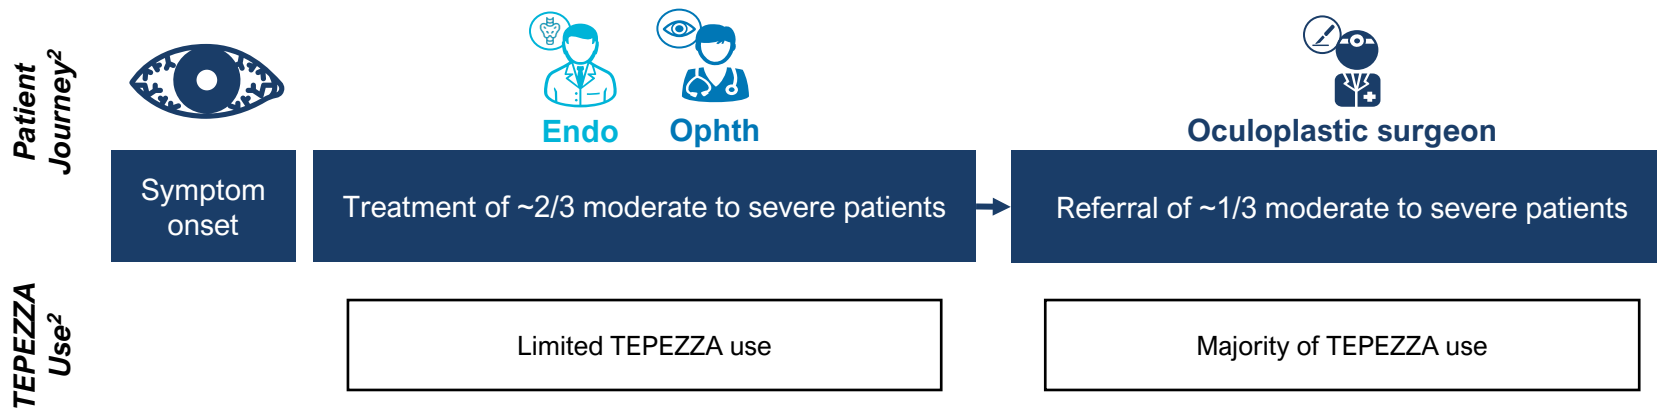 Patient
Journey2
Endo
Ophth
Oculoplastic surgeon
Symptom
onset
Treatment of ~2/3 moderate to severe patients
Referral of ~1/3 moderate to severe patients
TEPEZZA
Use2
Limited TEPEZZA use
Majority of TEPEZZA use